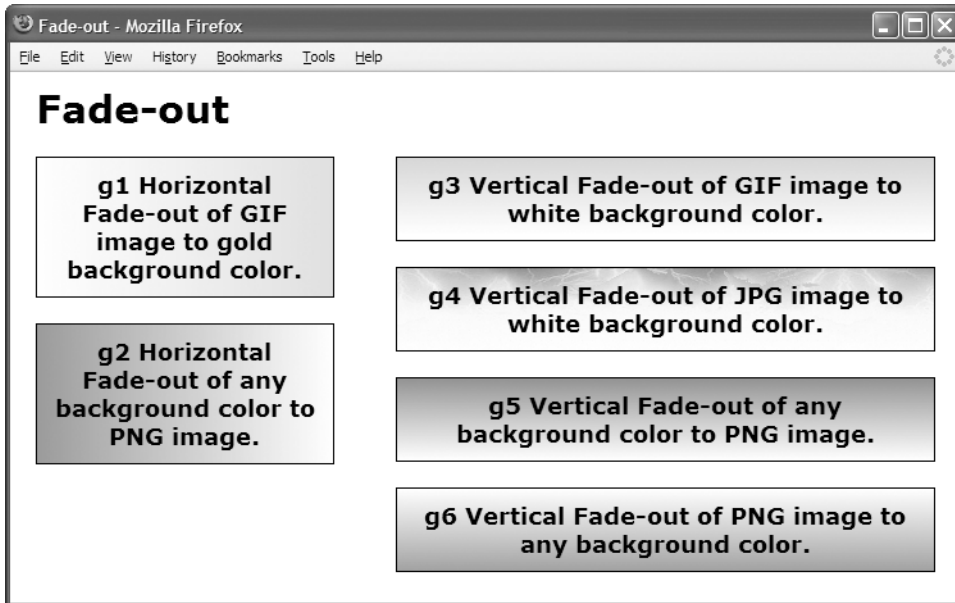 Fade-out - Mozilla Firefox
File Edit View History Bookmarks Tools Help
Fade-out
g1 Horizontal
Fade-out of GIF
image to gold
background color.
g2 Horizontal
Fade-out of any
background color to
PNG image.
g3 Vertical Fade-out of GIF image to
white background color.
g4 Vertical Fade-out of JPG image to
white background color.
g5 Vertical Fade-out of any
background color to PNG image.
g6 Vertical Fade-out of PNG image to
any background color.